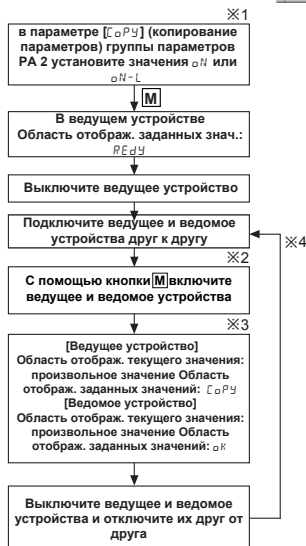 ※1
в параметре [CoPY] (копирование
параметров) группы параметров
PA 2 установите значения oN или
oN-L
M
В ведущем устройстве
Область отображ. заданных знач.:
REdY
Выключите ведущее устройство
Подключите ведущее и ведомое
устройства друг к другу
※4
※2
С помощью кнопки M включите
ведущее и ведомое устройства
※3
[Ведущее устройство]
Область отображ. текущего значения:
произвольное значение Область
отображ. заданных значений: CoPY
[Ведомое устройство]
Область отображ. текущего значения:
произвольное значение Область
отображ. заданных значений: oK
Выключите ведущее и ведомое
устройства и отключите их друг от
друга